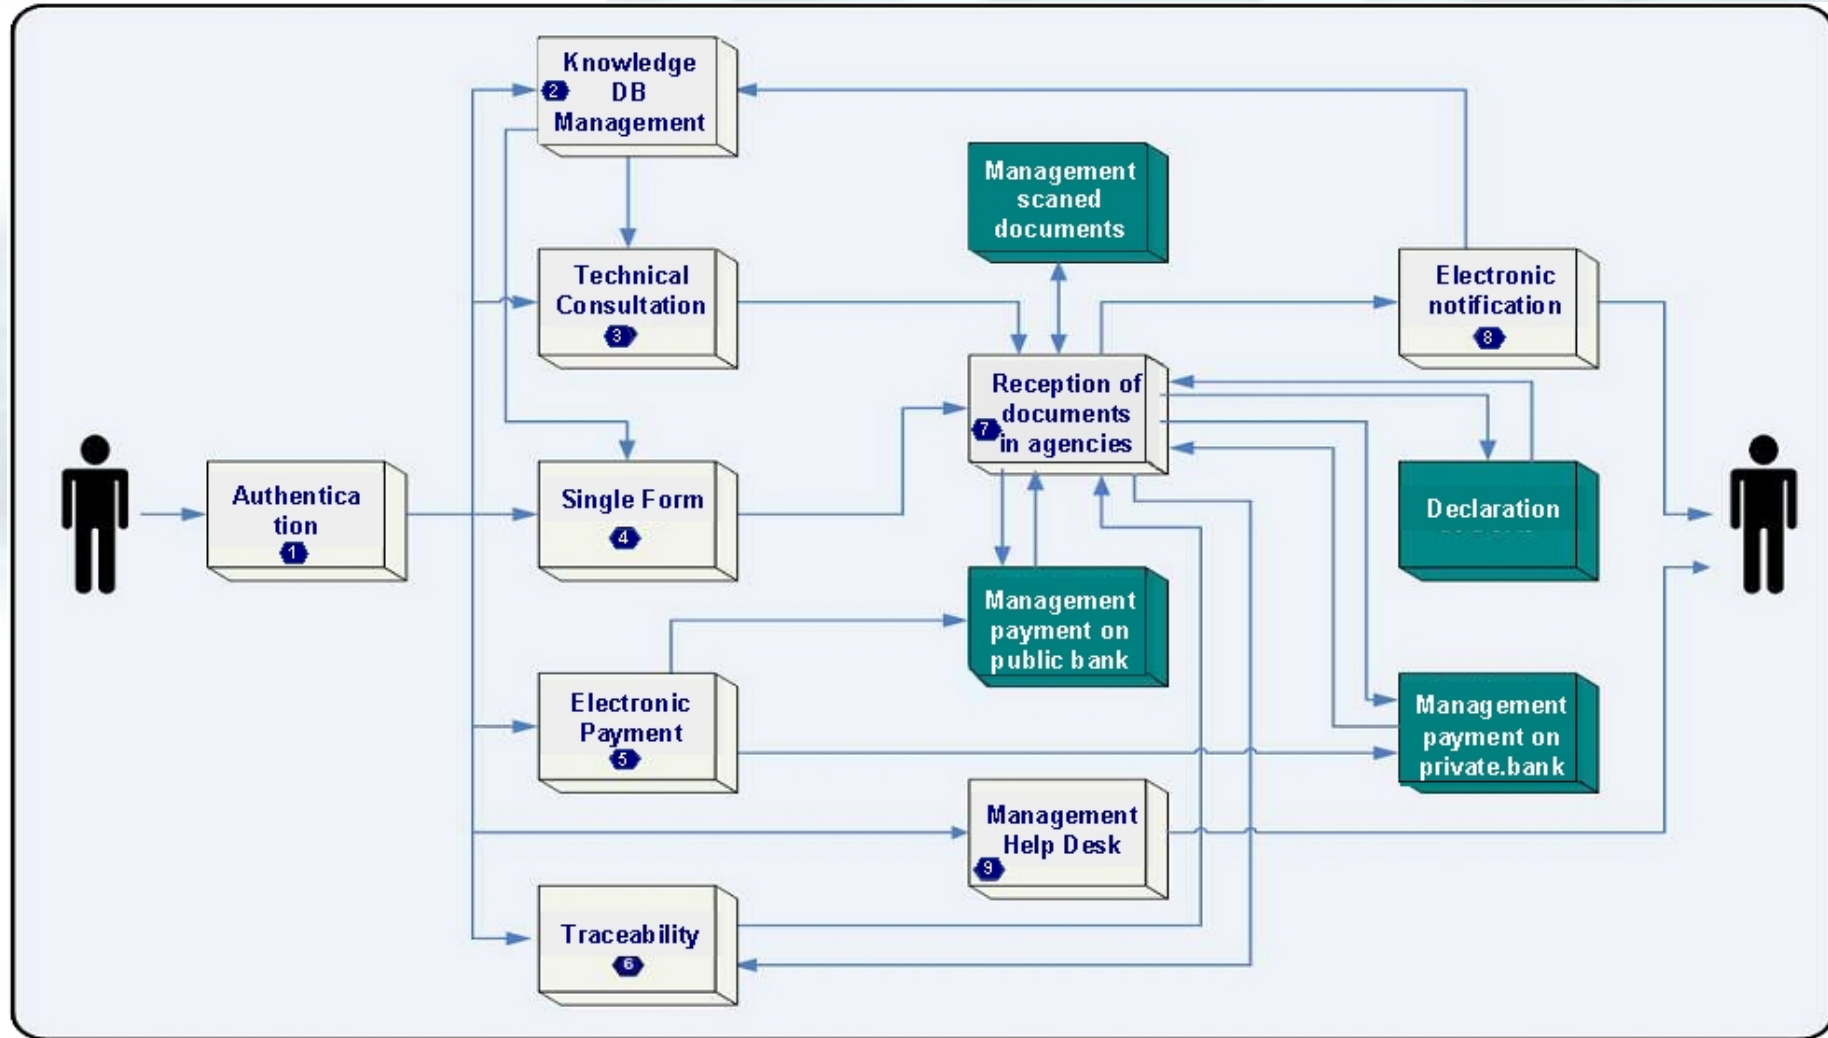 Knowledge
DB
2
Management
Management
scaned
documents
Technical
Consultation
3
Electronic
notification
8
Reception of
documents
7
in agencies
Authentica
tion
1
Single Form
4
Declaration
Management
payment on
public bank
Electronic
Payment
5
Management
payment on
private.bank
Management
Help Desk
9
Traceability
6